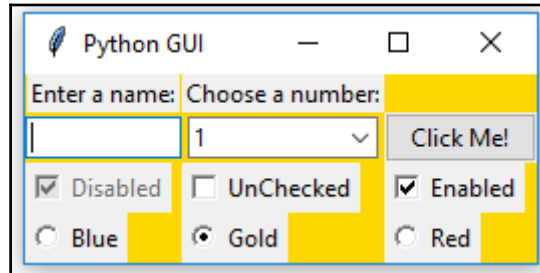 Python GUI
Enter a name: Choose a number:
1 Click Me!
Disabled UnChecked Enabled
Blue Gold Red